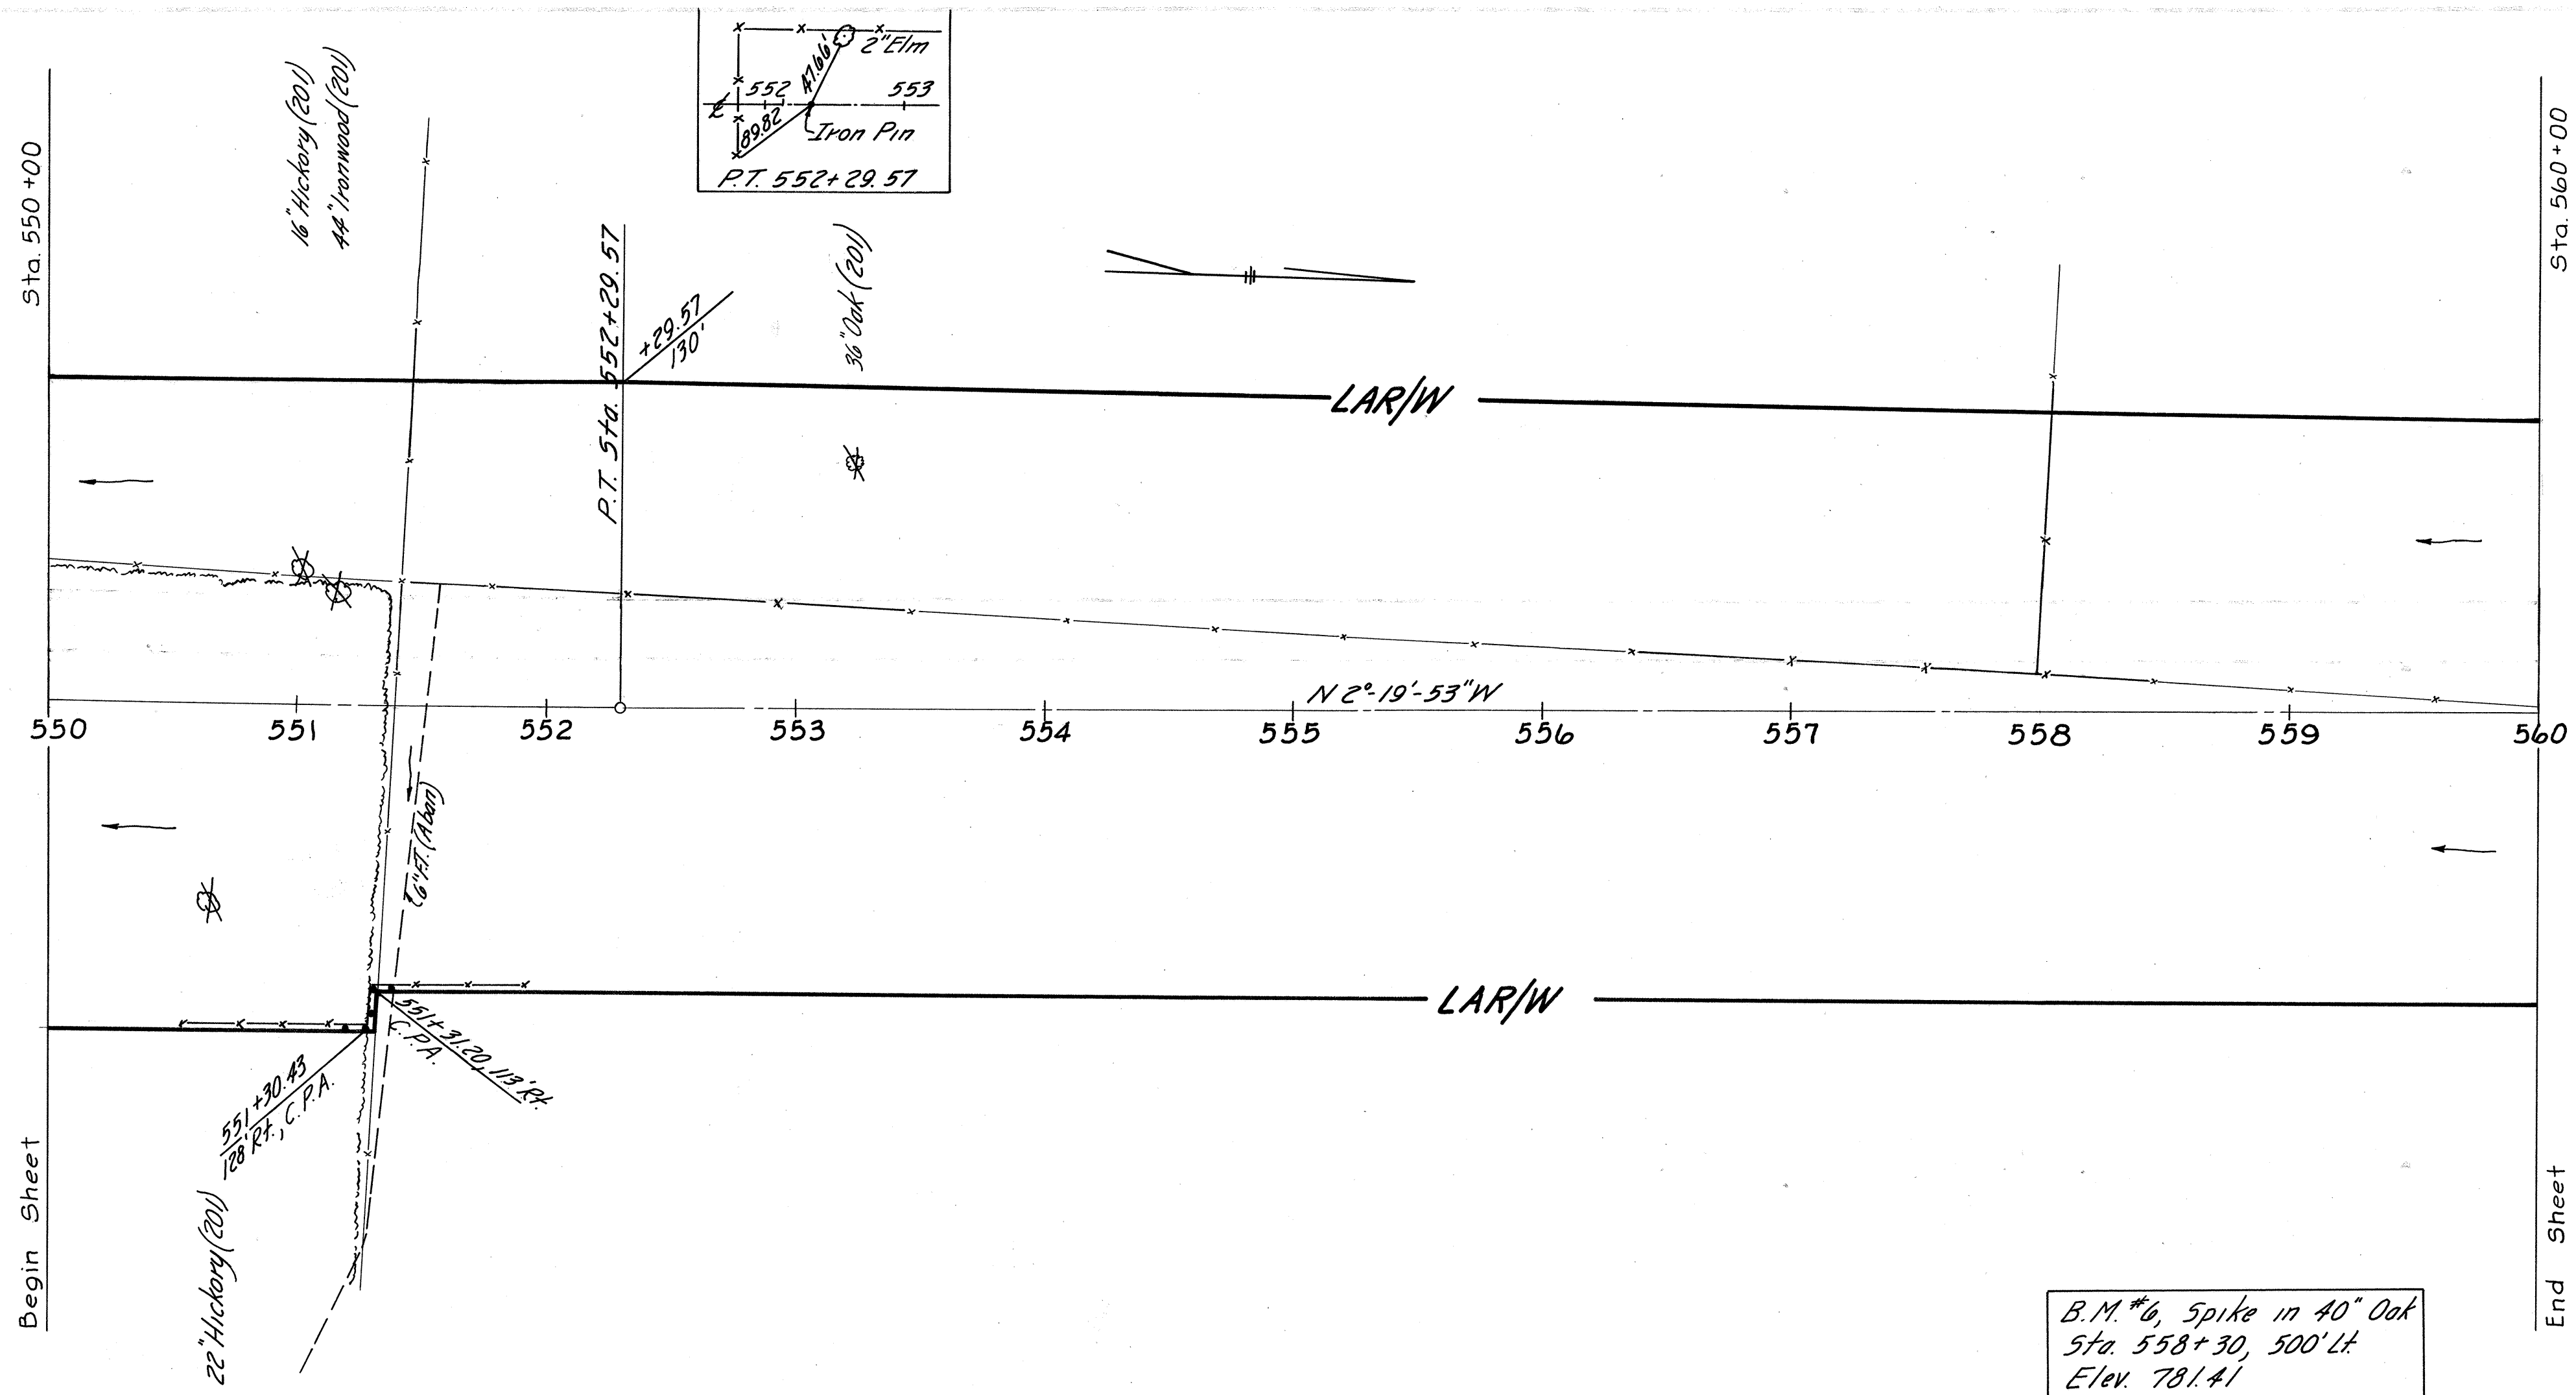 2" Elm
47.66'
552
553
℄
89.82
Iron Pin
P.T. 552+29.57
Sta. 550+00
16" Hickory (201)
44" Ironwood (201)
P.T. Sta. 552+29.57
+29.57
130'
36" Oak (201)
Sta. 560+00
LAR/W
N 2°-19'-53" W
550
551
552
553
554
555
556
557
558
559
560
6" F.T. (Aban)
LAR/W
551+31.20, 113' Rt.
C.P.A.
551+30.43
128' Rt., C.P.A.
22" Hickory (201)
Begin Sheet
End Sheet
B.M. #6, Spike in 40" Oak
Sta. 558+30, 500' Lt.
Elev. 781.41